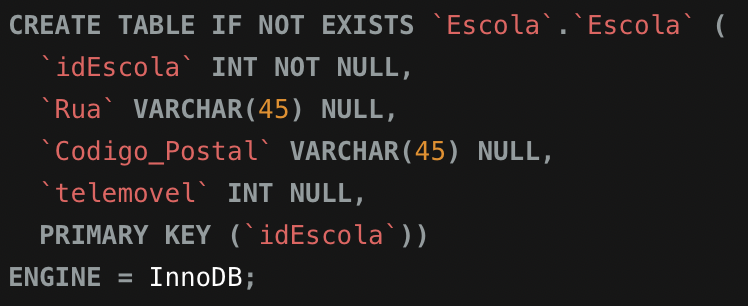 CREATE TABLE IF NOT EXISTS `Escola`.`Escola` (
  `idEscola` INT NOT NULL,
  `Rua` VARCHAR(45) NULL,
  `Codigo_Postal` VARCHAR(45) NULL,
  `telemovel` INT NULL,
  PRIMARY KEY (`idEscola`))
ENGINE = InnoDB;